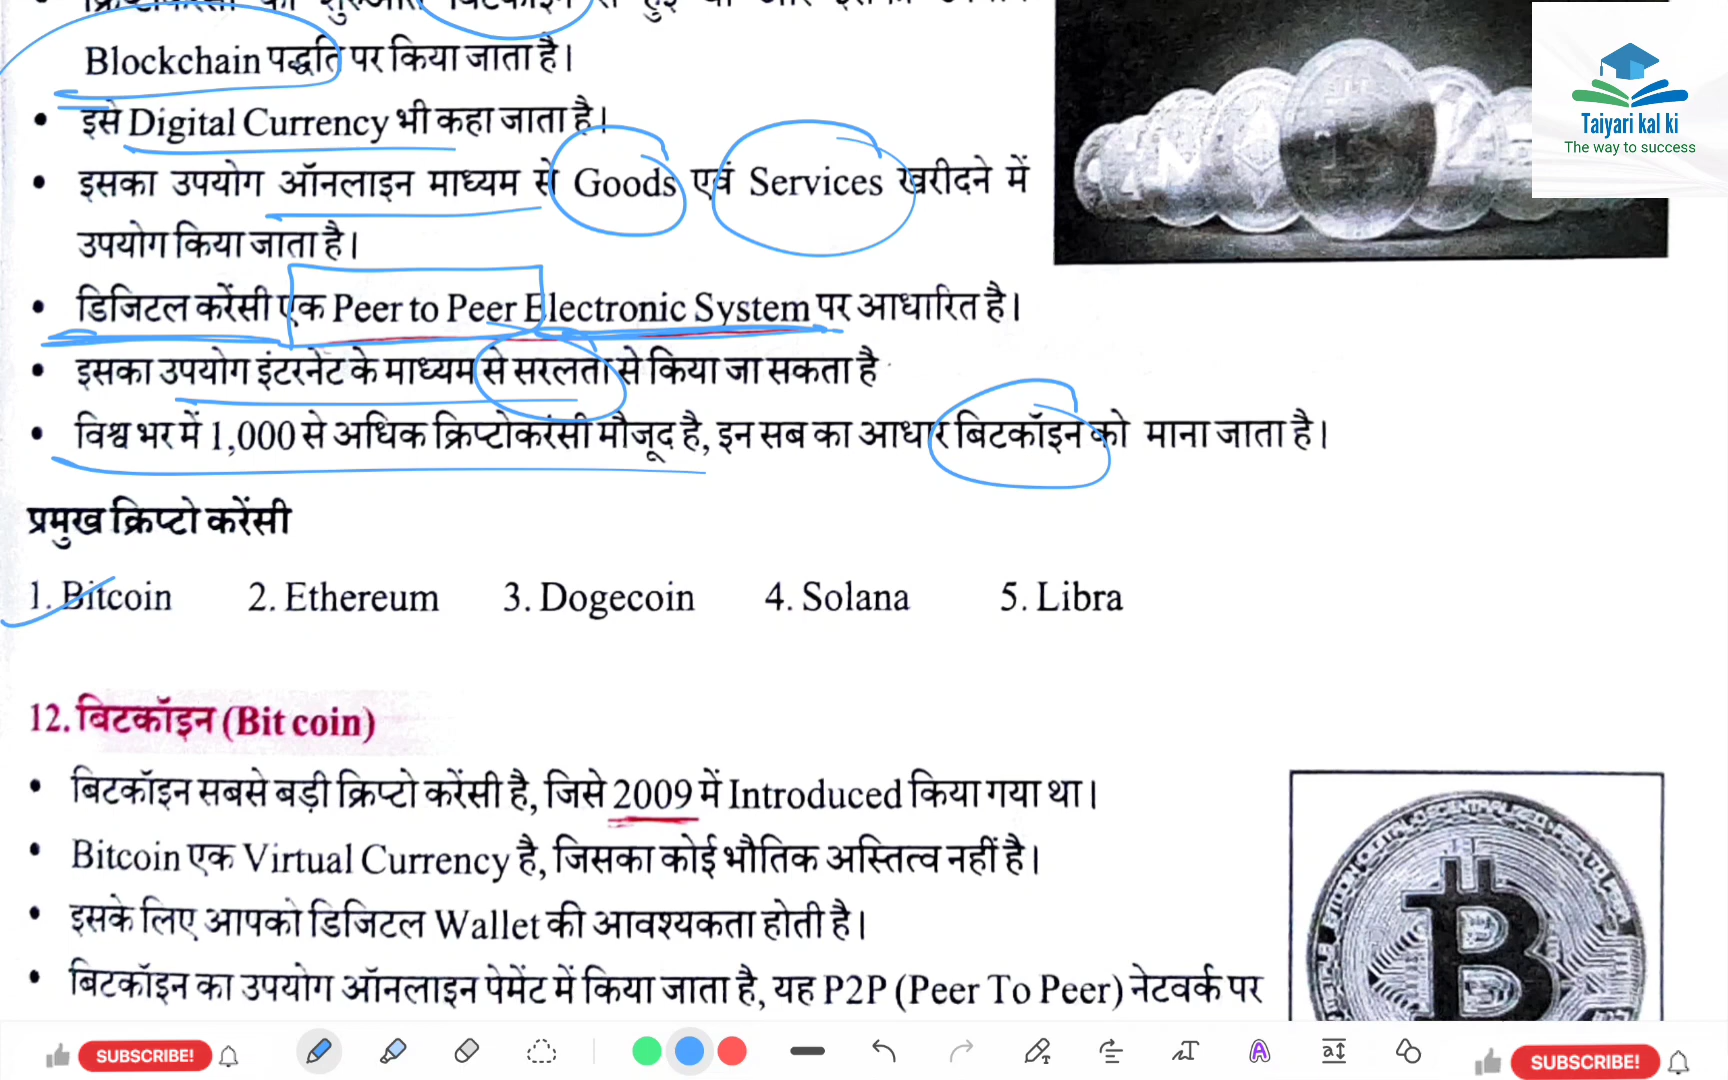 Blockchain पद्धति पर किया जाता है।
• इसे Digital Currency भी कहा जाता है।
• इसका उपयोग ऑनलाइन माध्यम से Goods एवं Services खरीदने में
उपयोग किया जाता है।
• डिजिटल करेंसी एक Peer to Peer Electronic System पर आधारित है।
• इसका उपयोग इंटरनेट के माध्यम से सरलता से किया जा सकता है
• विश्व भर में 1,000 से अधिक क्रिप्टोकरंसी मौजूद है, इन सब का आधार बिटकॉइन को माना जाता है।
प्रमुख क्रिप्टो करेंसी
1. Bitcoin 2. Ethereum 3. Dogecoin 4. Solana 5. Libra
12. बिटकॉइन (Bit coin)
• बिटकॉइन सबसे बड़ी क्रिप्टो करेंसी है, जिसे 2009 में Introduced किया गया था।
• Bitcoin एक Virtual Currency है, जिसका कोई भौतिक अस्तित्व नहीं है।
• इसके लिए आपको डिजिटल Wallet की आवश्यकता होती है।
• बिटकॉइन का उपयोग ऑनलाइन पेमेंट में किया जाता है, यह P2P (Peer To Peer) नेटवर्क पर
Taiyari kal ki
The way to success
SUBSCRIBE!
SUBSCRIBE!